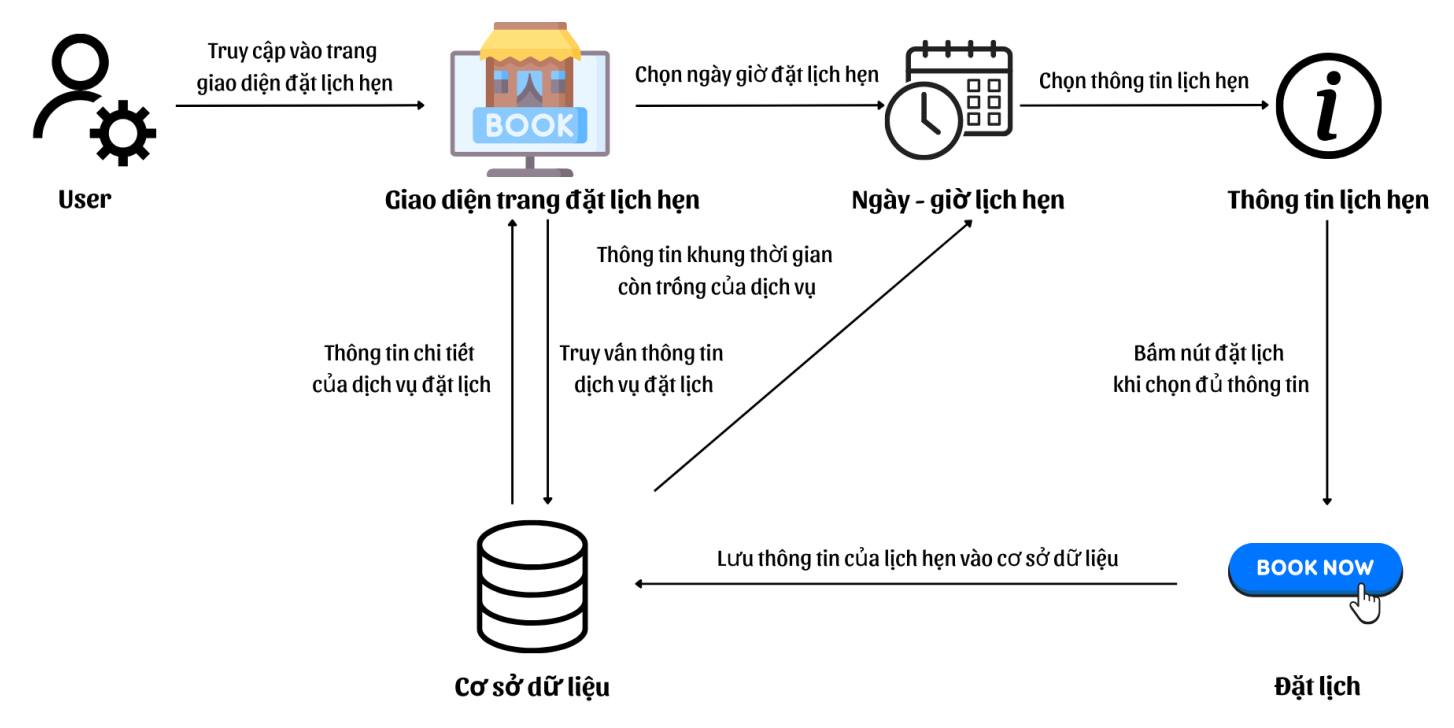 Truy cập vào trang
giao diện đặt lịch hẹn
BOOK
Chọn ngày giờ đặt lịch hẹn
Chọn thông tin lịch hẹn
i
User
Giao diện trang đặt lịch hẹn
Ngày - giờ lịch hẹn
Thông tin lịch hẹn
Thông tin khung thời gian
còn trống của dịch vụ
Thông tin chi tiết
của dịch vụ đặt lịch
Truy vấn thông tin
dịch vụ đặt lịch
Bấm nút đặt lịch
khi chọn đủ thông tin
Lưu thông tin của lịch hẹn vào cơ sở dữ liệu
BOOK NOW
Cơ sở dữ liệu
Đặt lịch